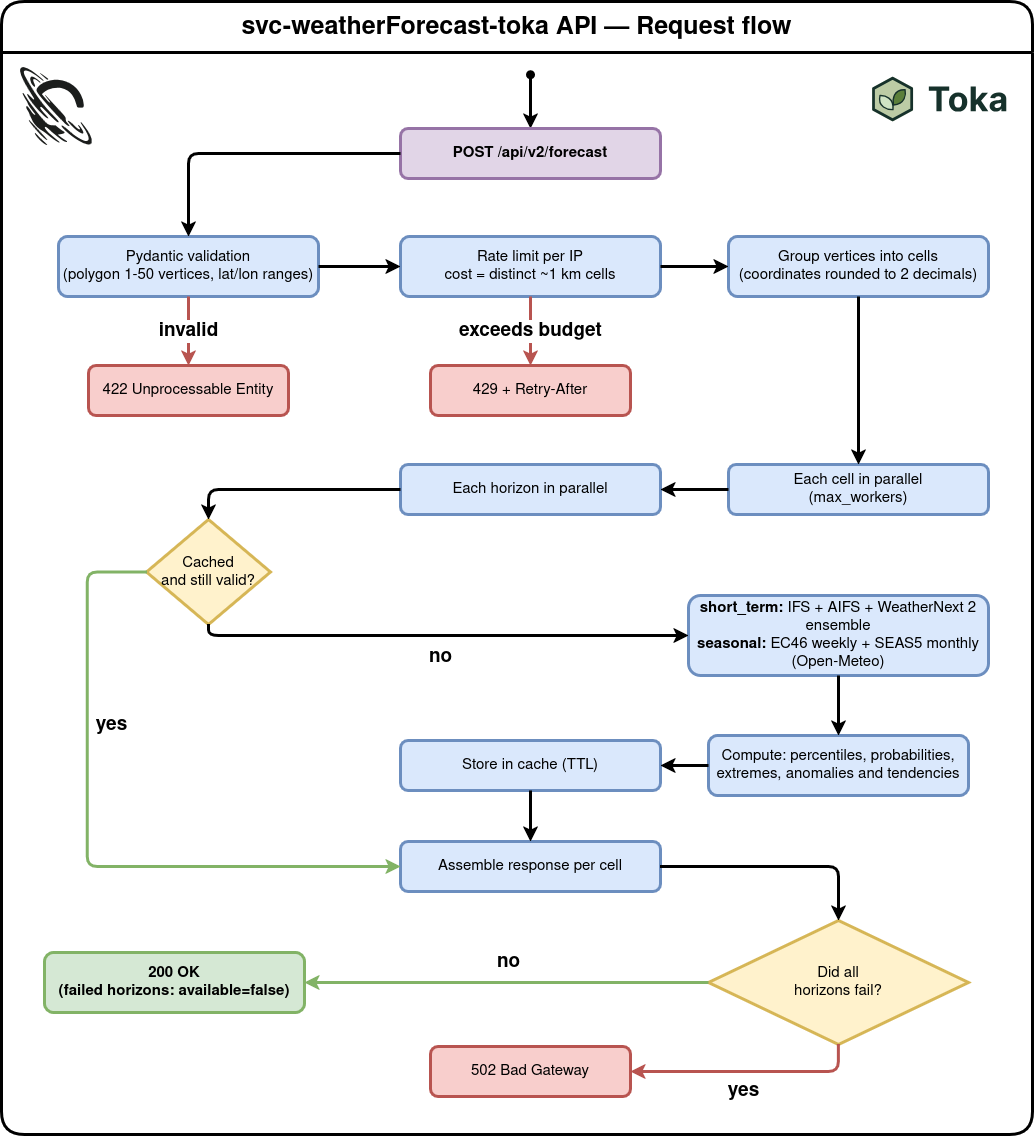 svc-weatherForecast-toka API — Request flow
Toka
POST /api/v2/forecast
Pydantic validation
(polygon 1-50 vertices, lat/lon ranges)
Rate limit per IP
cost = distinct ~1 km cells
Group vertices into cells
(coordinates rounded to 2 decimals)
invalid
exceeds budget
422 Unprocessable Entity
429 + Retry-After
Each cell in parallel
(max_workers)
Each horizon in parallel
Cached
and still valid?
no
short_term: IFS + AIFS + WeatherNext 2
ensemble
seasonal: EC46 weekly + SEAS5 monthly
(Open-Meteo)
yes
Compute: percentiles, probabilities,
extremes, anomalies and tendencies
Store in cache (TTL)
Assemble response per cell
Did all
horizons fail?
no
200 OK
(failed horizons: available=false)
yes
502 Bad Gateway